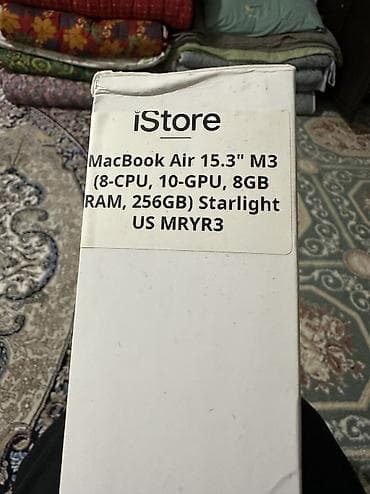 iStore
MacBook Air 15.3" M3
(8-CPU, 10-GPU, 8GB
RAM, 256GB) Starlight
US MRYR3